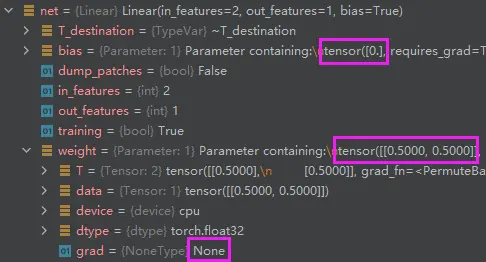 net = {Linear} Linear(in_features=2, out_features=1, bias=True)
T_destination = {TypeVar} ~T_destination
bias = {Parameter: 1} Parameter containing:\ntensor([0.], requires_grad=T
01 dump_patches = {bool} False
01 in_features = {int} 2
01 out_features = {int} 1
01 training = {bool} True
weight = {Parameter: 1} Parameter containing:\ntensor([[0.5000, 0.5000]],
T = {Tensor: 2} tensor([[0.5000],\n [0.5000]], grad_fn=<PermuteBa
data = {Tensor: 1} tensor([[0.5000, 0.5000]])
device = {device} cpu
dtype = {dtype} torch.float32
01 grad = {NoneType} None